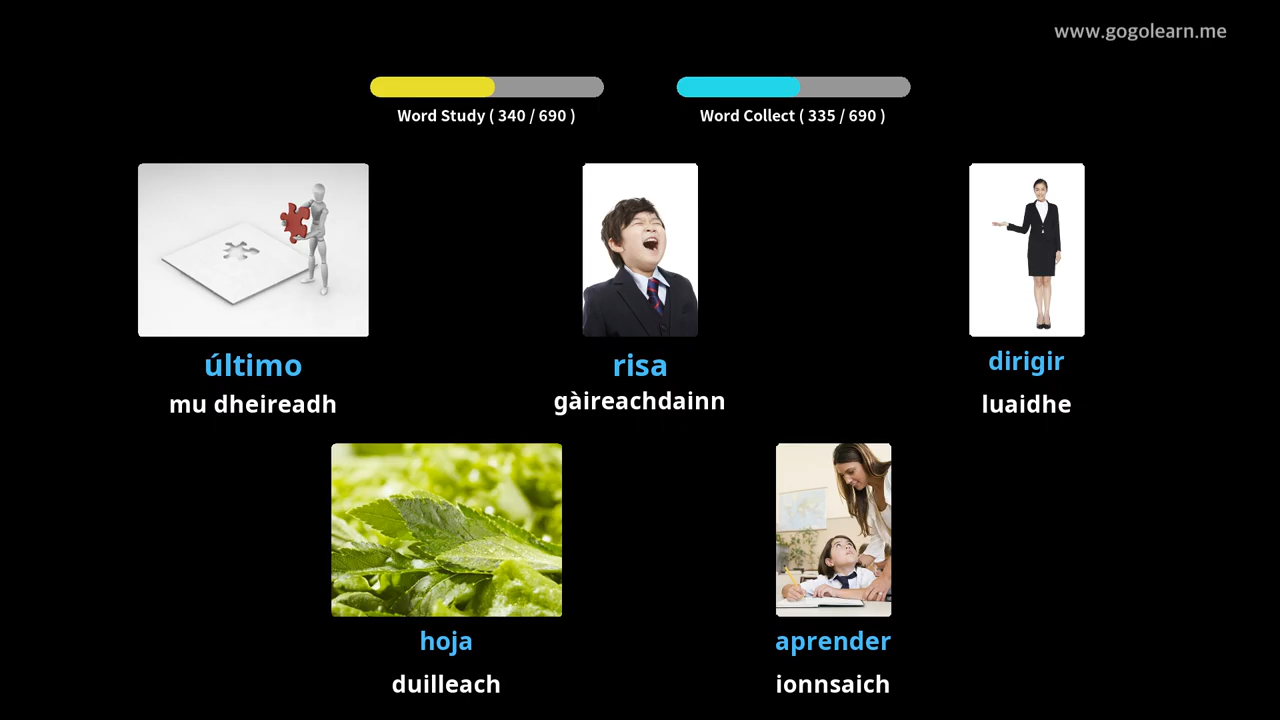 www.gogolearn.me
Word Study ( 340 / 690 )
Word Collect ( 335 / 690 )
último
mu dheireadh
risa
gàireachdainn
dirigir
luaidhe
hoja
duilleach
aprender
ionnsaich